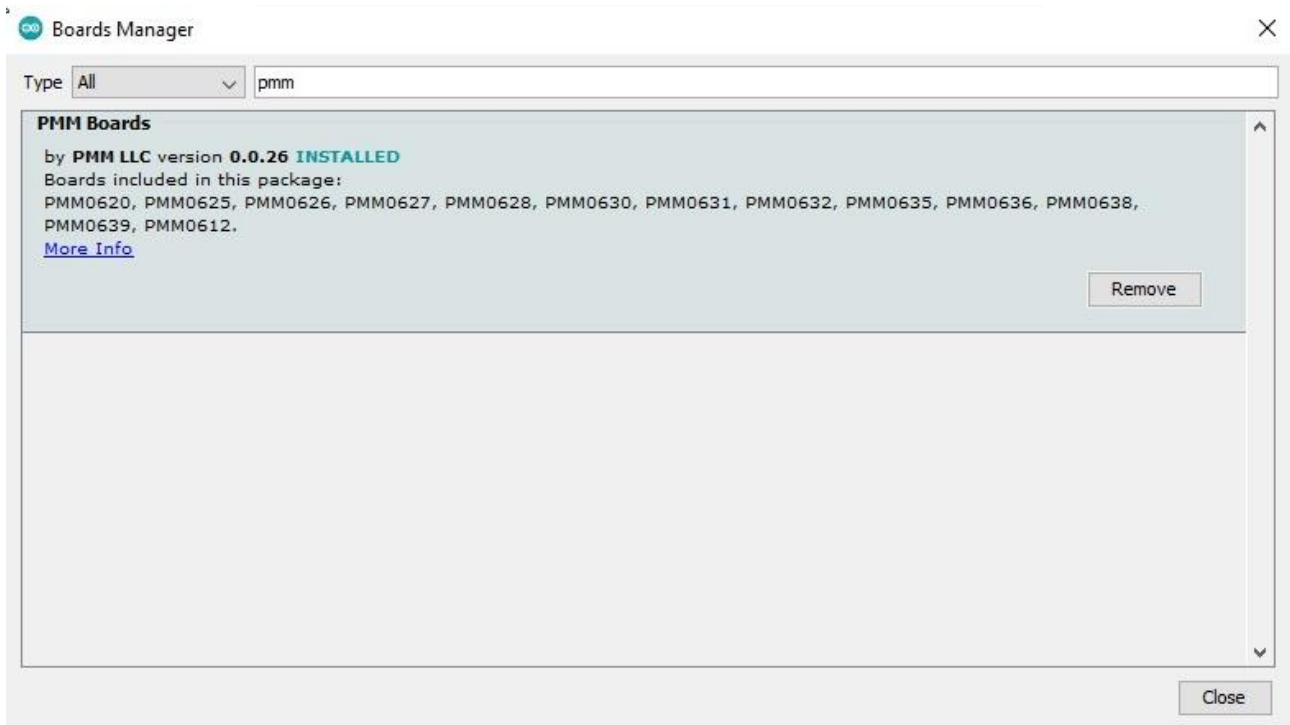 Boards Manager
Type All pmm
PMM Boards
by PMM LLC version 0.0.26 INSTALLED
Boards included in this package:
PMM0620, PMM0625, PMM0626, PMM0627, PMM0628, PMM0630, PMM0631, PMM0632, PMM0635, PMM0636, PMM0638,
PMM0639, PMM0612.
More Info
Remove
Close